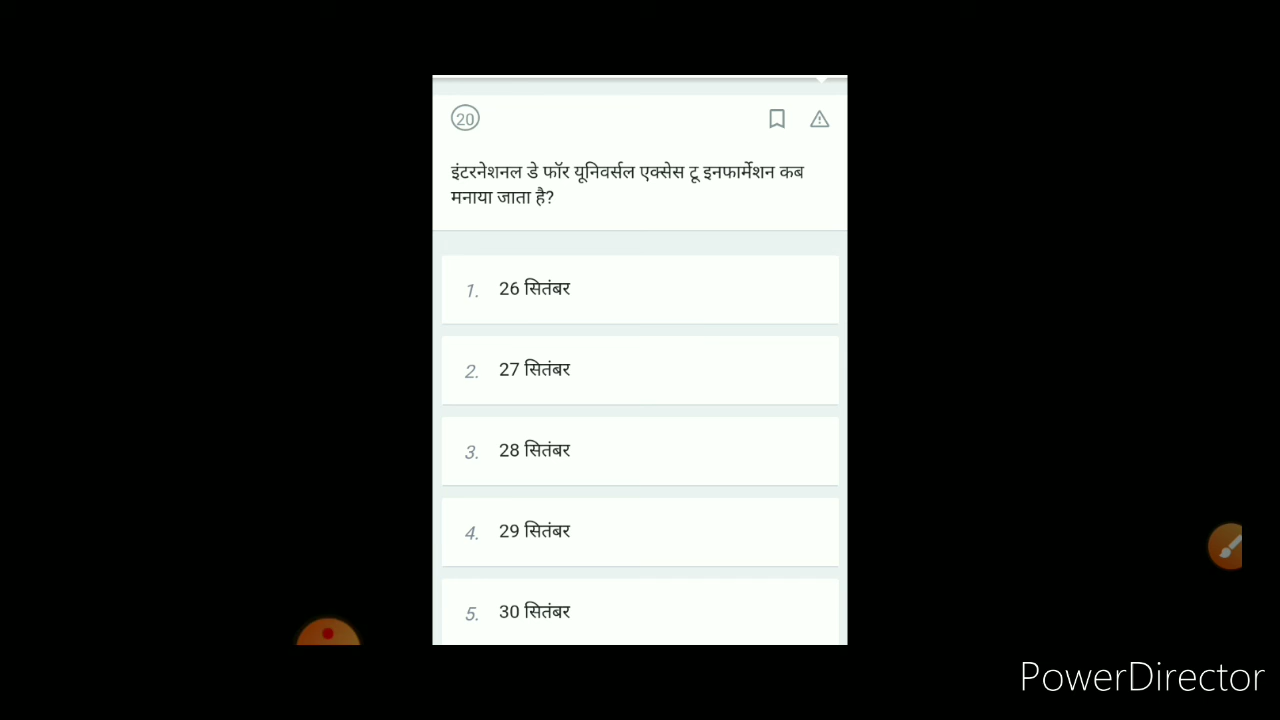 20
इंटरनेशनल डे फॉर यूनिवर्सल एक्सेस टू इनफार्मेशन कब
मनाया जाता है?
1. 26 सितंबर
2. 27 सितंबर
3. 28 सितंबर
4. 29 सितंबर
5. 30 सितंबर
PowerDirector